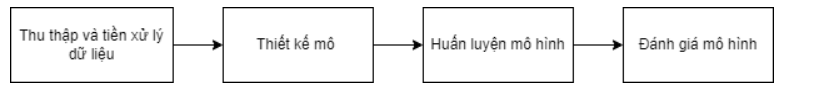 Thu thập và tiền xử lý
dữ liệu
Thiết kế mô
Huấn luyện mô hình
Đánh giá mô hình